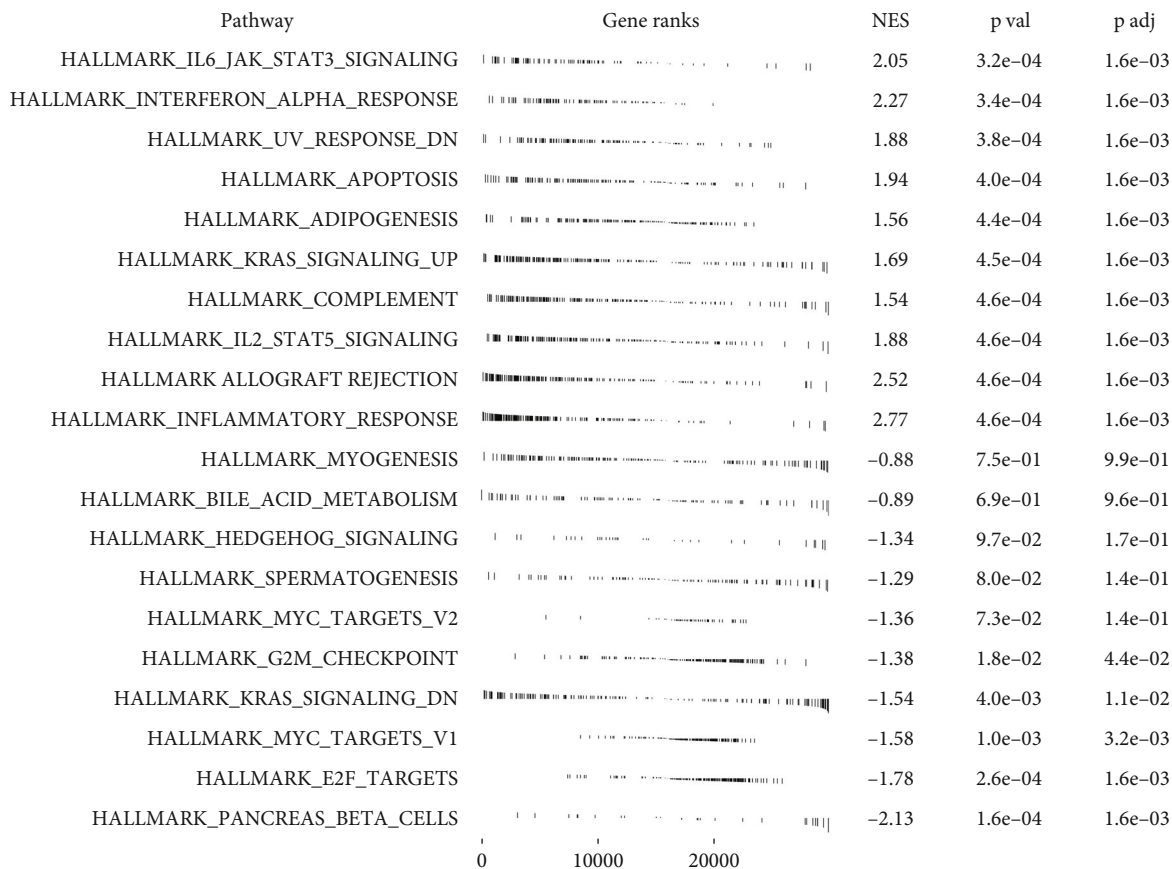 Pathway Gene ranks NES p val p adj
HALLMARK_IL6_JAK_STAT3_SIGNALING 2.05 3.2e–04 1.6e–03
HALLMARK_INTERFERON_ALPHA_RESPONSE 2.27 3.4e–04 1.6e–03
HALLMARK_UV_RESPONSE_DN 1.88 3.8e–04 1.6e–03
HALLMARK_APOPTOSIS 1.94 4.0e–04 1.6e–03
HALLMARK_ADIPOGENESIS 1.56 4.4e–04 1.6e–03
HALLMARK_KRAS_SIGNALING_UP 1.69 4.5e–04 1.6e–03
HALLMARK_COMPLEMENT 1.54 4.6e–04 1.6e–03
HALLMARK_IL2_STAT5_SIGNALING 1.88 4.6e–04 1.6e–03
HALLMARK ALLOGRAFT REJECTION 2.52 4.6e–04 1.6e–03
HALLMARK_INFLAMMATORY_RESPONSE 2.77 4.6e–04 1.6e–03
HALLMARK_MYOGENESIS –0.88 7.5e–01 9.9e–01
HALLMARK_BILE_ACID_METABOLISM –0.89 6.9e–01 9.6e–01
HALLMARK_HEDGEHOG_SIGNALING –1.34 9.7e–02 1.7e–01
HALLMARK_SPERMATOGENESIS –1.29 8.0e–02 1.4e–01
HALLMARK_MYC_TARGETS_V2 –1.36 7.3e–02 1.4e–01
HALLMARK_G2M_CHECKPOINT –1.38 1.8e–02 4.4e–02
HALLMARK_KRAS_SIGNALING_DN –1.54 4.0e–03 1.1e–02
HALLMARK_MYC_TARGETS_V1 –1.58 1.0e–03 3.2e–03
HALLMARK_E2F_TARGETS –1.78 2.6e–04 1.6e–03
HALLMARK_PANCREAS_BETA_CELLS –2.13 1.6e–04 1.6e–03
0 10000 20000